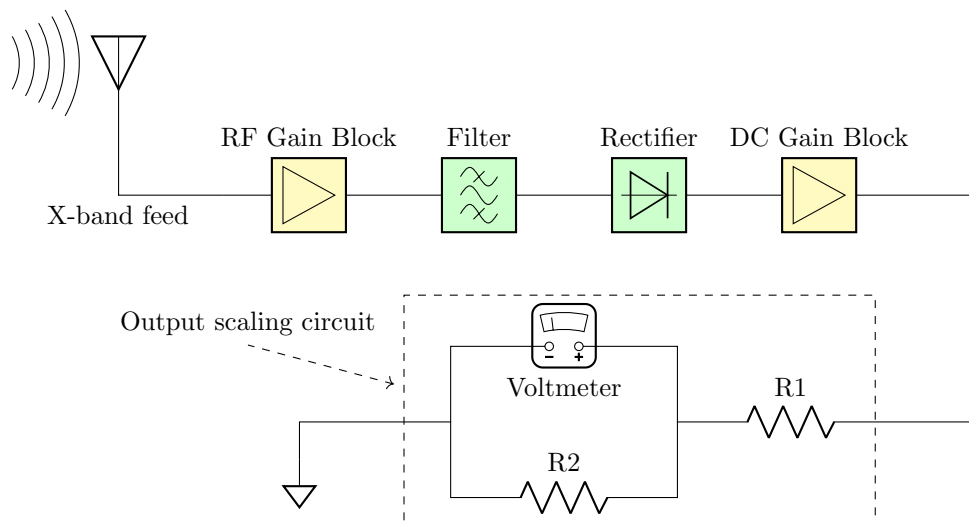 RF Gain Block
Filter
Rectifier
DC Gain Block
X-band feed
Output scaling circuit
Voltmeter
R1
R2